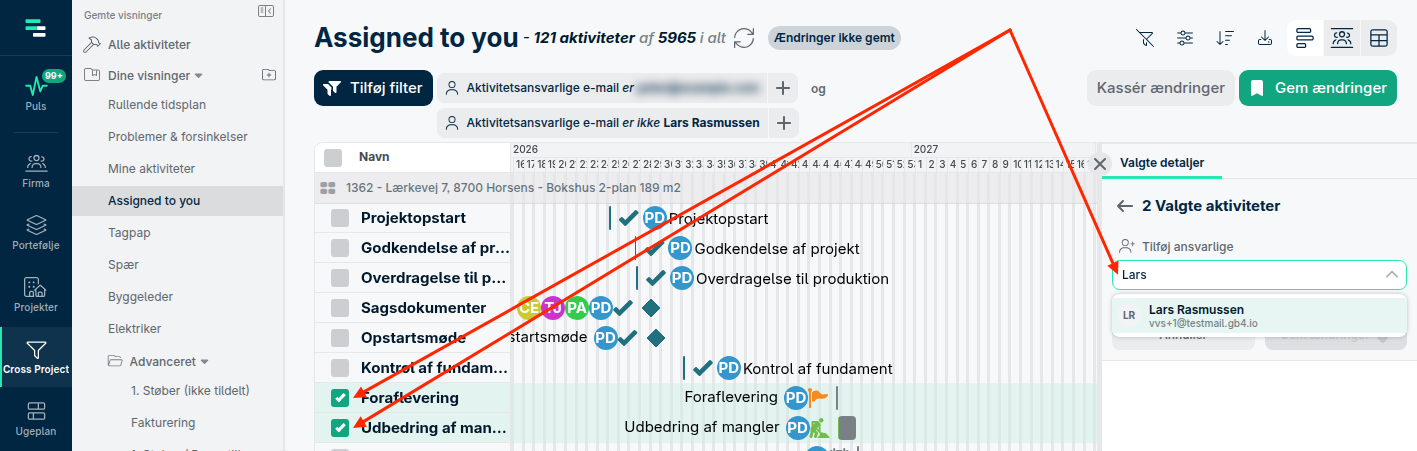 Gemte visninger
99+
Puls
Firma
Portefølje
Projekter
Cross Project
Ugeplan
Alle aktiviteter
Dine visninger
Rullende tidsplan
Problemer & forsinkelser
Mine aktiviteter
Assigned to you
Tagpap
Spær
Byggeleder
Elektriker
Advanceret
1. Støber (ikke tildelt)
Fakturering
Assigned to you - 121 aktiviteter af 5965 i alt
Ændringer ikke gemt
Tilføj filter
Aktivitetsansvarlige e-mail er
og
Aktivitetsansvarlige e-mail er ikke Lars Rasmussen
Kassér ændringer
Gem ændringer
Navn
2026
2027
1362 - Lærkevej 7, 8700 Horsens - Bokshus 2-plan 189 m2
Projektopstart
PD Projektopstart
Godkendelse af pr...
PD Godkendelse af projekt
Overdragelse til p...
PD Overdragelse til produktion
Sagsdokumenter
CE TJ PA PD
Opstartsmøde
startsmøde PD
Kontrol af fundam...
PD Kontrol af fundament
Foraflevering
Foraflevering PD
Udbedring af man...
Udbedring af mangler PD
Valgte detaljer
2 Valgte aktiviteter
Tilføj ansvarlige
Lars
LR
Lars Rasmussen
vvs+1@testmail.gb4.io